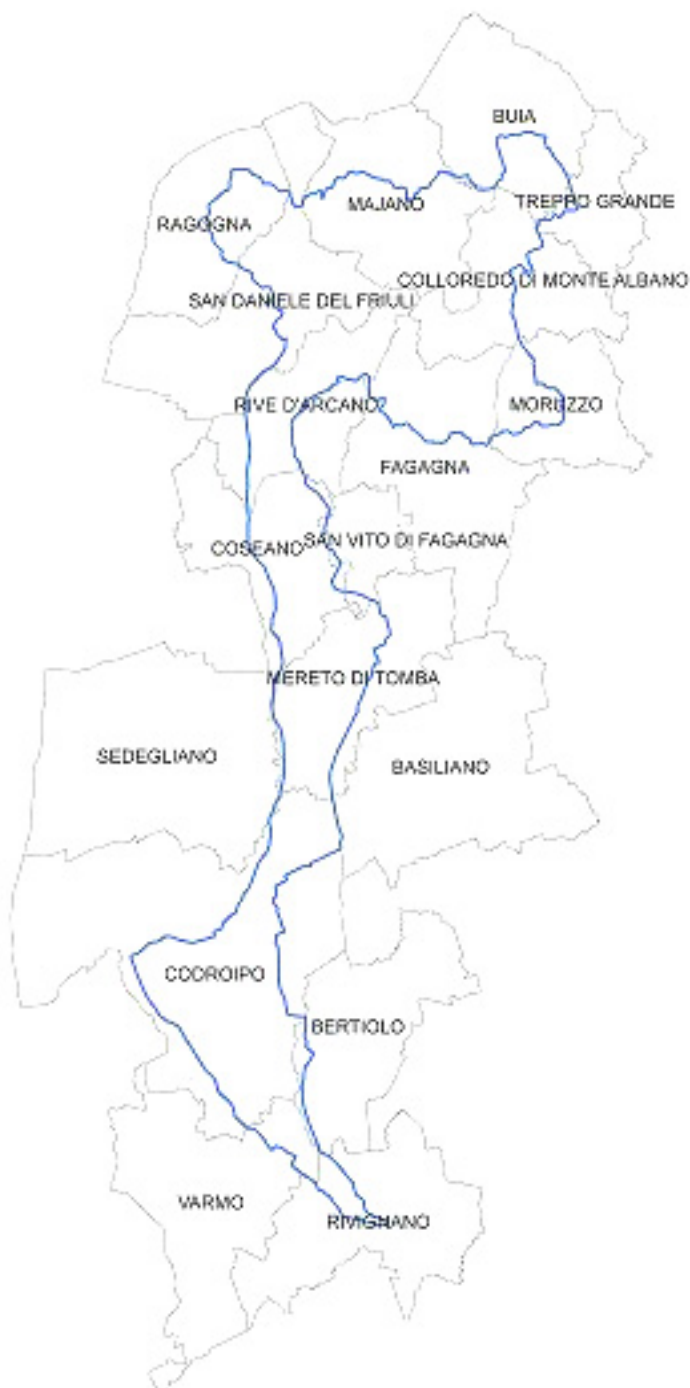 BUIA
TREPPO GRANDE
MAJANO
RAGOGNA
COLLOREDO DI MONTE ALBANO
SAN DANIELE DEL FRIULI
RIVE D'ARCANO
MORUZZO
FAGAGNA
SAN VITO DI FAGAGNA
COSEANO
MERETO DI TOMBA
SEDEGLIANO
BASILIANO
CODROIPO
BERTIOLO
VARMO
RIVIGNANO